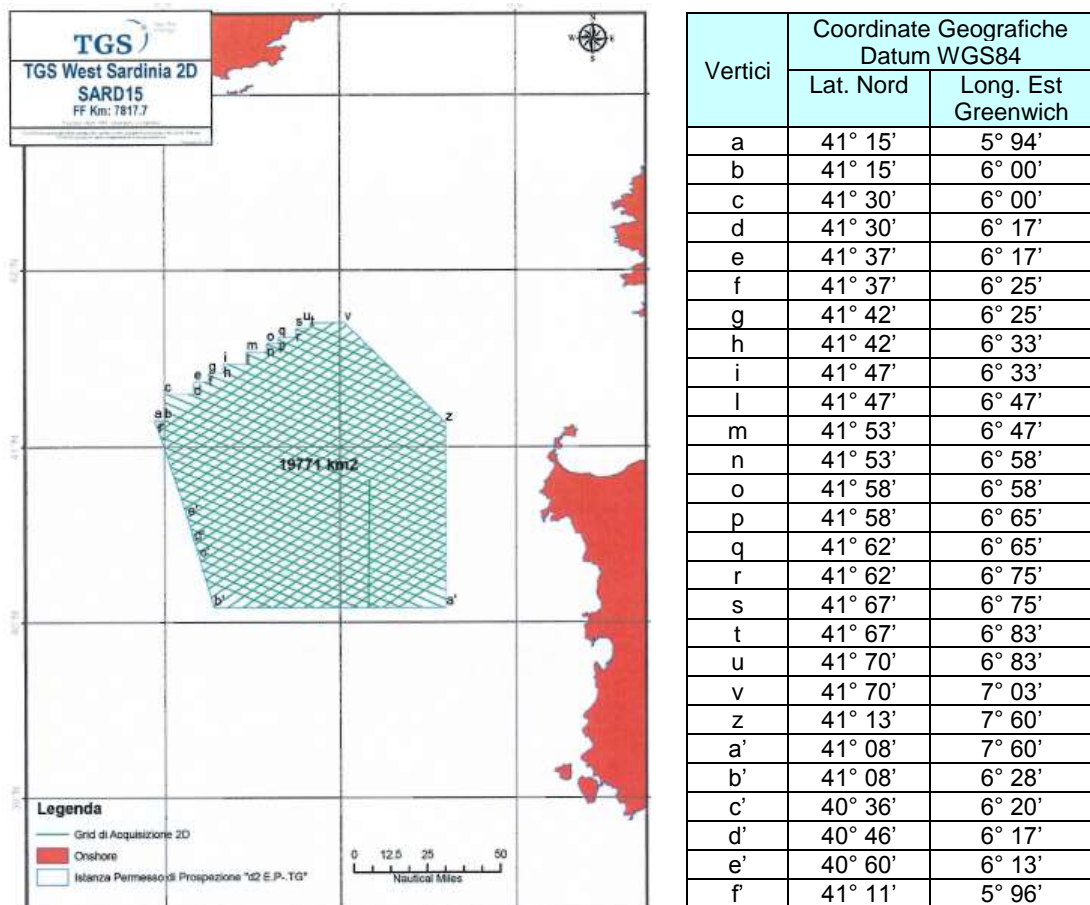 TGS
TGS West Sardinia 2D
SARD15
FF Km: 7817.7
N
W
E
S
a
b
c
d
e
f
g
h
i
l
m
o
p
q
r
s
t
u
v
z
19771 km2
a'
b'
c'
d'
e'
f'
Legenda
Grid di Acquisizione 2D
Onshore
Istanza Permesso di Prospezione "d2 E.P-.TG"
0 12.5 25 50
Nautical Miles
Vertici
Coordinate Geografiche
Datum WGS84
Lat. Nord
Long. Est
Greenwich
a 41° 15’ 5° 94’
b 41° 15’ 6° 00’
c 41° 30’ 6° 00’
d 41° 30’ 6° 17’
e 41° 37’ 6° 17’
f 41° 37’ 6° 25’
g 41° 42’ 6° 25’
h 41° 42’ 6° 33’
i 41° 47’ 6° 33’
l 41° 47’ 6° 47’
m 41° 53’ 6° 47’
n 41° 53’ 6° 58’
o 41° 58’ 6° 58’
p 41° 58’ 6° 65’
q 41° 62’ 6° 65’
r 41° 62’ 6° 75’
s 41° 67’ 6° 75’
t 41° 67’ 6° 83’
u 41° 70’ 6° 83’
v 41° 70’ 7° 03’
z 41° 13’ 7° 60’
a’ 41° 08’ 7° 60’
b’ 41° 08’ 6° 28’
c’ 40° 36’ 6° 20’
d’ 40° 46’ 6° 17’
e’ 40° 60’ 6° 13’
f’ 41° 11’ 5° 96’